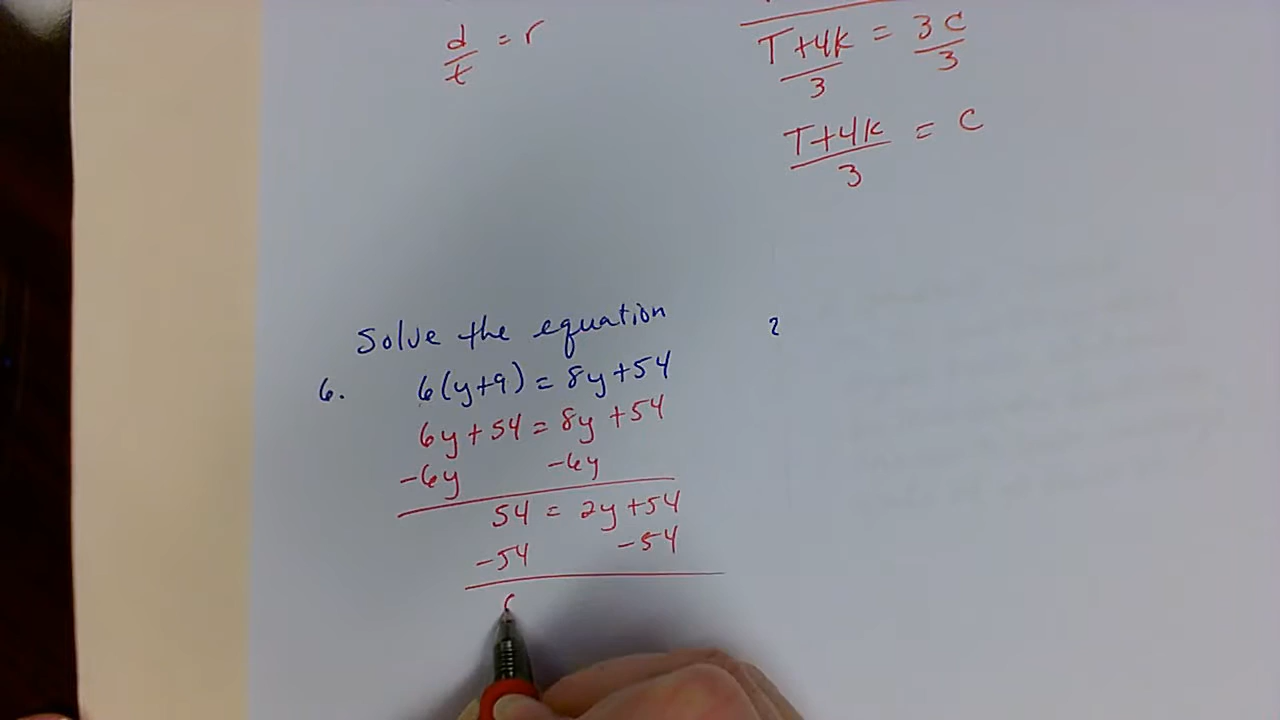 d/t = r
T+4k/3 = 3c/3
T+4k/3 = c
Solve the equation
2
6. 6(y+9) = 8y+54
6y+54 = 8y+54
-6y -6y
54 = 2y+54
-54 -54